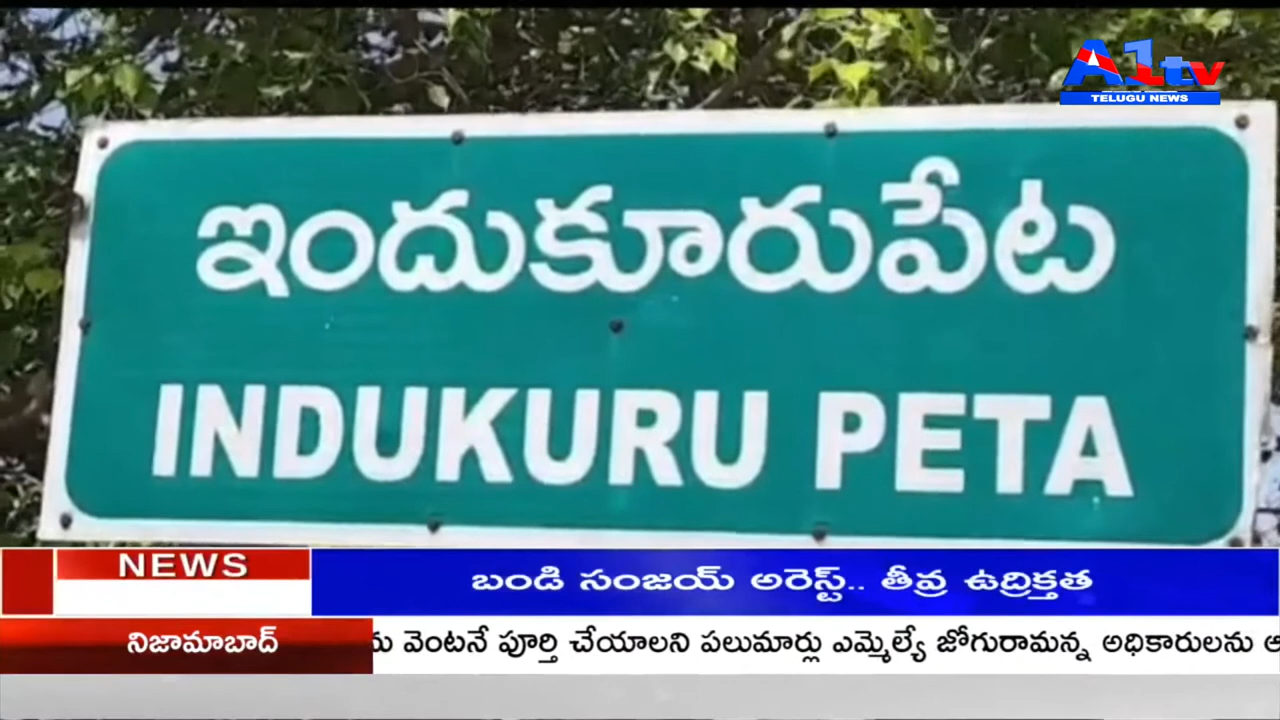 A1tv
TELUGU NEWS
ఇందుకూరుపేట
INDUKURU PETA
NEWS
బండి సంజయ్ అరెస్ట్.. తీవ్ర ఉద్రిక్తత
నిజామాబాద్
వెంటనే పూర్తి చేయాలని పలుమార్లు ఎమ్మెల్యే జోగురామన్న అధికారులను